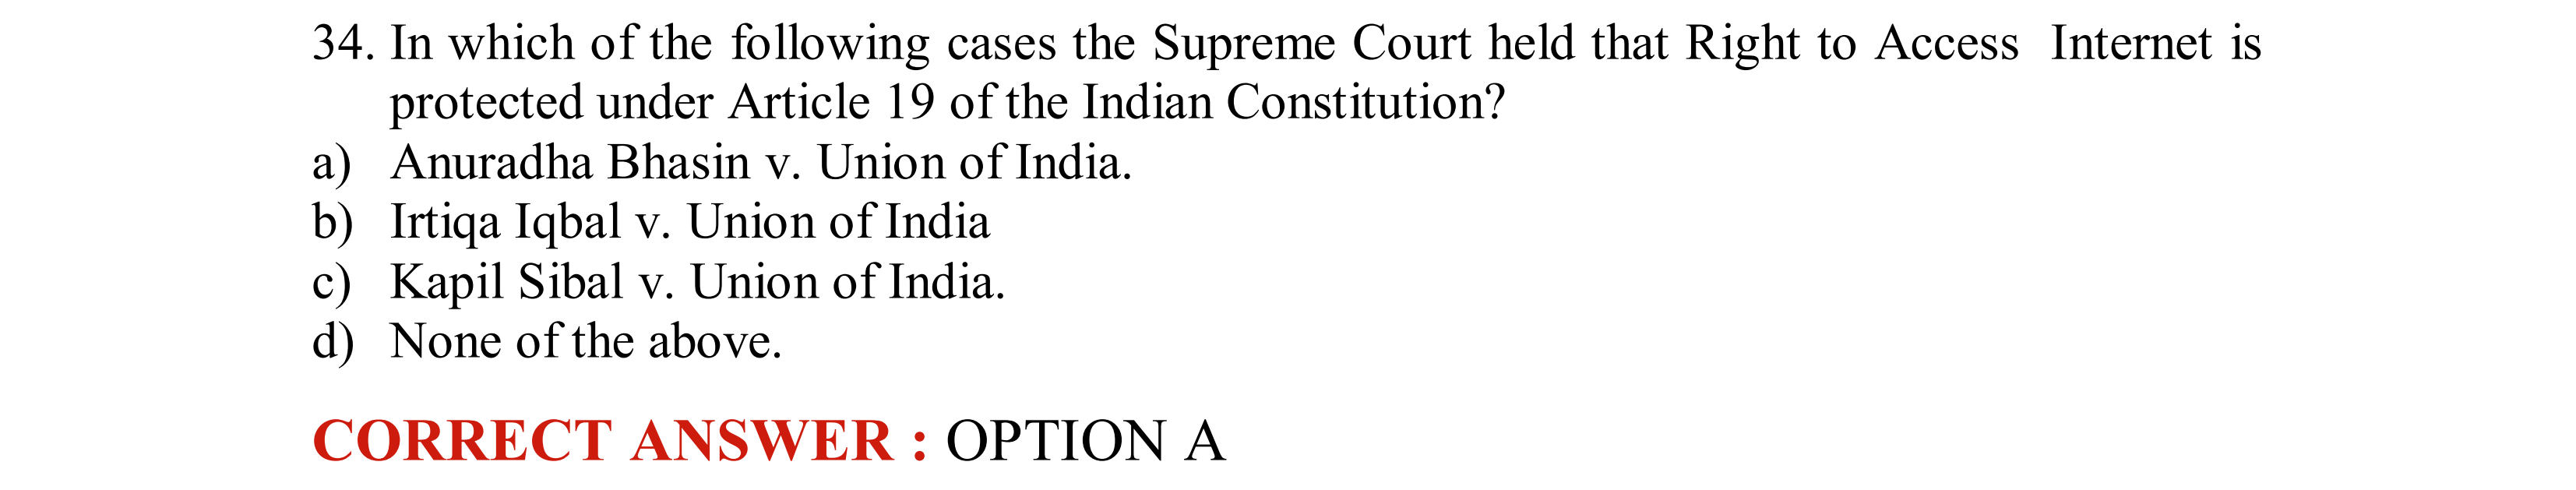 34. In which of the following cases the Supreme Court held that Right to Access Internet is
protected under Article 19 of the Indian Constitution?
a) Anuradha Bhasin v. Union of India.
b) Irtiqa Iqbal v. Union of India
c) Kapil Sibal v. Union of India.
d) None of the above.
CORRECT ANSWER : OPTION A